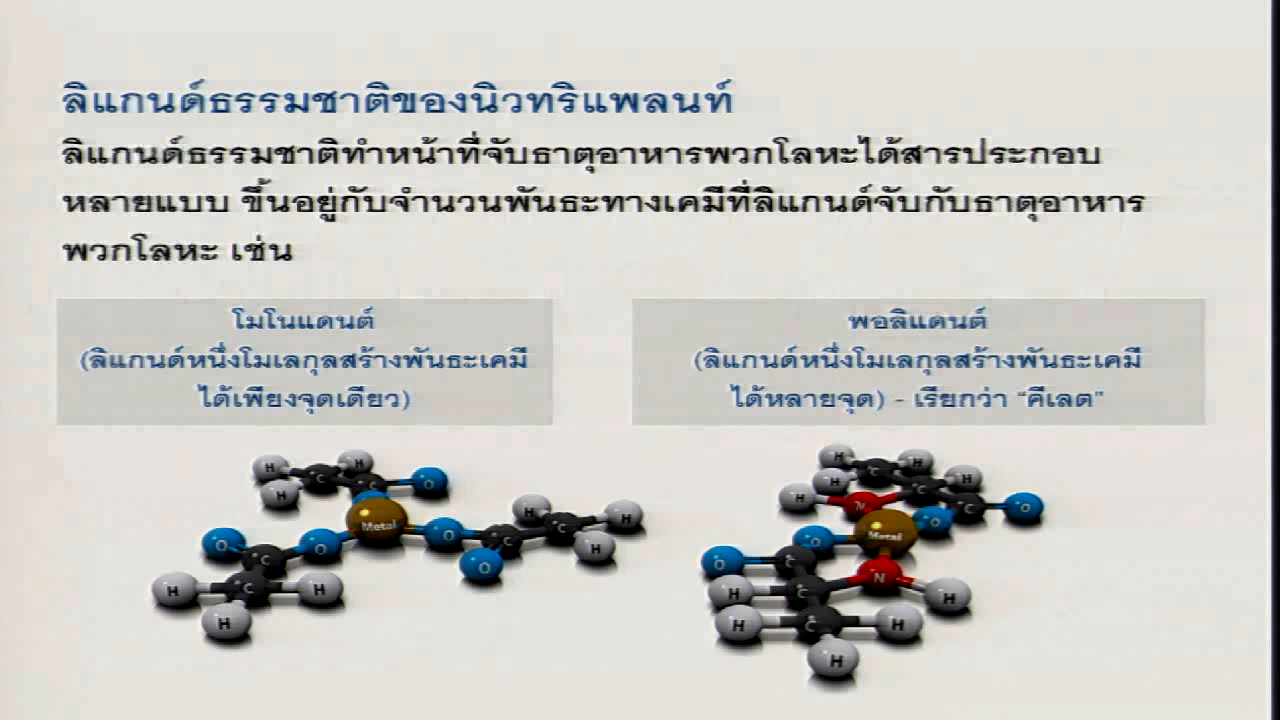 ลิแกนด์ธรรมชาติของนิวทริแพลนท์
ลิแกนด์ธรรมชาติทำหน้าที่จับธาตุอาหารพวกโลหะได้สารประกอบ
หลายแบบ ขึ้นอยู่กับจำนวนพันธะทางเคมีที่ลิแกนด์จับกับธาตุอาหาร
พวกโลหะ เช่น
โมโนแดนต์
(ลิแกนด์หนึ่งโมเลกุลสร้างพันธะเคมี
ได้เพียงจุดเดียว)
พอลิแดนต์
(ลิแกนด์หนึ่งโมเลกุลสร้างพันธะเคมี
ได้หลายจุด) - เรียกว่า "คีเลต"
H C H C O
H
Metal
O C O
O C O
H C H
H
H C H
H
H C H
H C H
H N C O
O Metal O
O C N
H C H
H C H
H